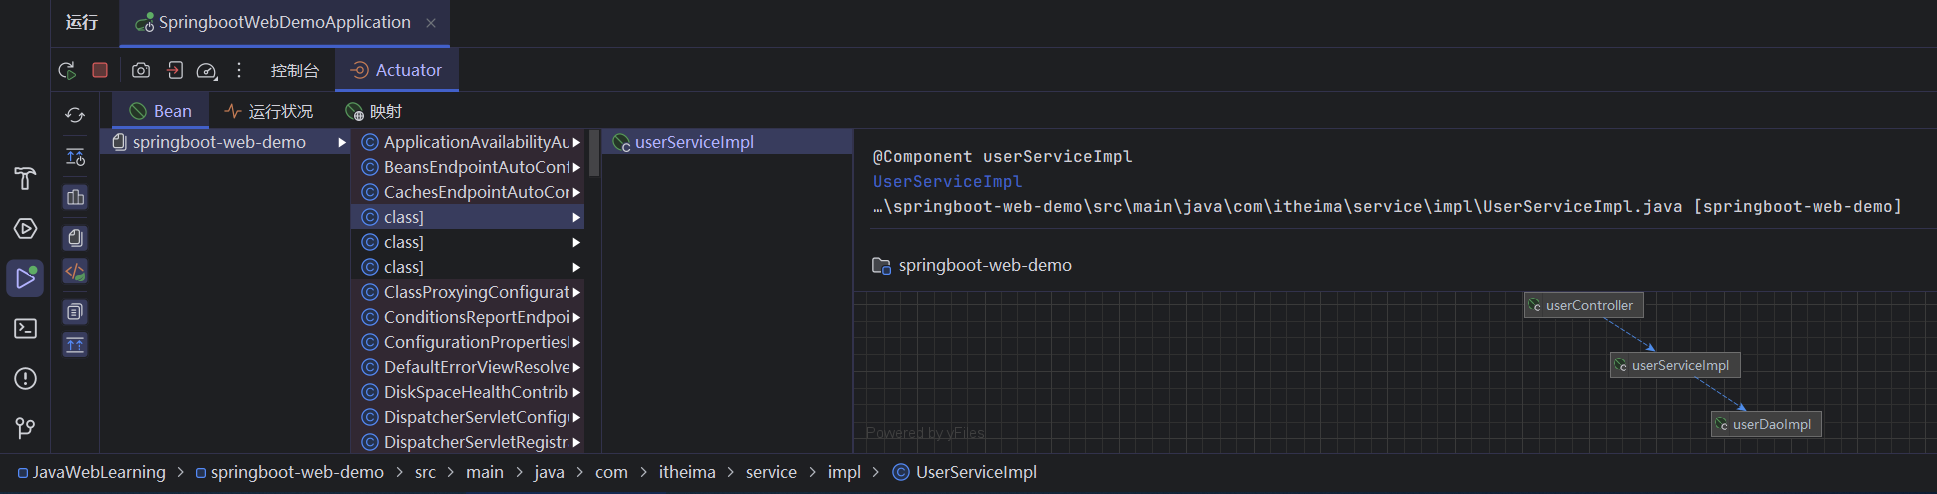 运行 SpringbootWebDemoApplication
控制台 Actuator
Bean 运行状况 映射
springboot-web-demo
ApplicationAvailabilityAu
BeansEndpointAutoConf
CachesEndpointAutoCon
class]
class]
class]
ClassProxyingConfigurat
ConditionsReportEndpoi
ConfigurationProperties
DefaultErrorViewResolve
DiskSpaceHealthContrib
DispatcherServletConfigu
DispatcherServletRegistr
userServiceImpl
@Component userServiceImpl
UserServiceImpl
…\springboot-web-demo\src\main\java\com\itheima\service\impl\UserServiceImpl.java [springboot-web-demo]
springboot-web-demo
userController
userServiceImpl
userDaoImpl
Powered by yFiles
JavaWebLearning > springboot-web-demo > src > main > java > com > itheima > service > impl > UserServiceImpl